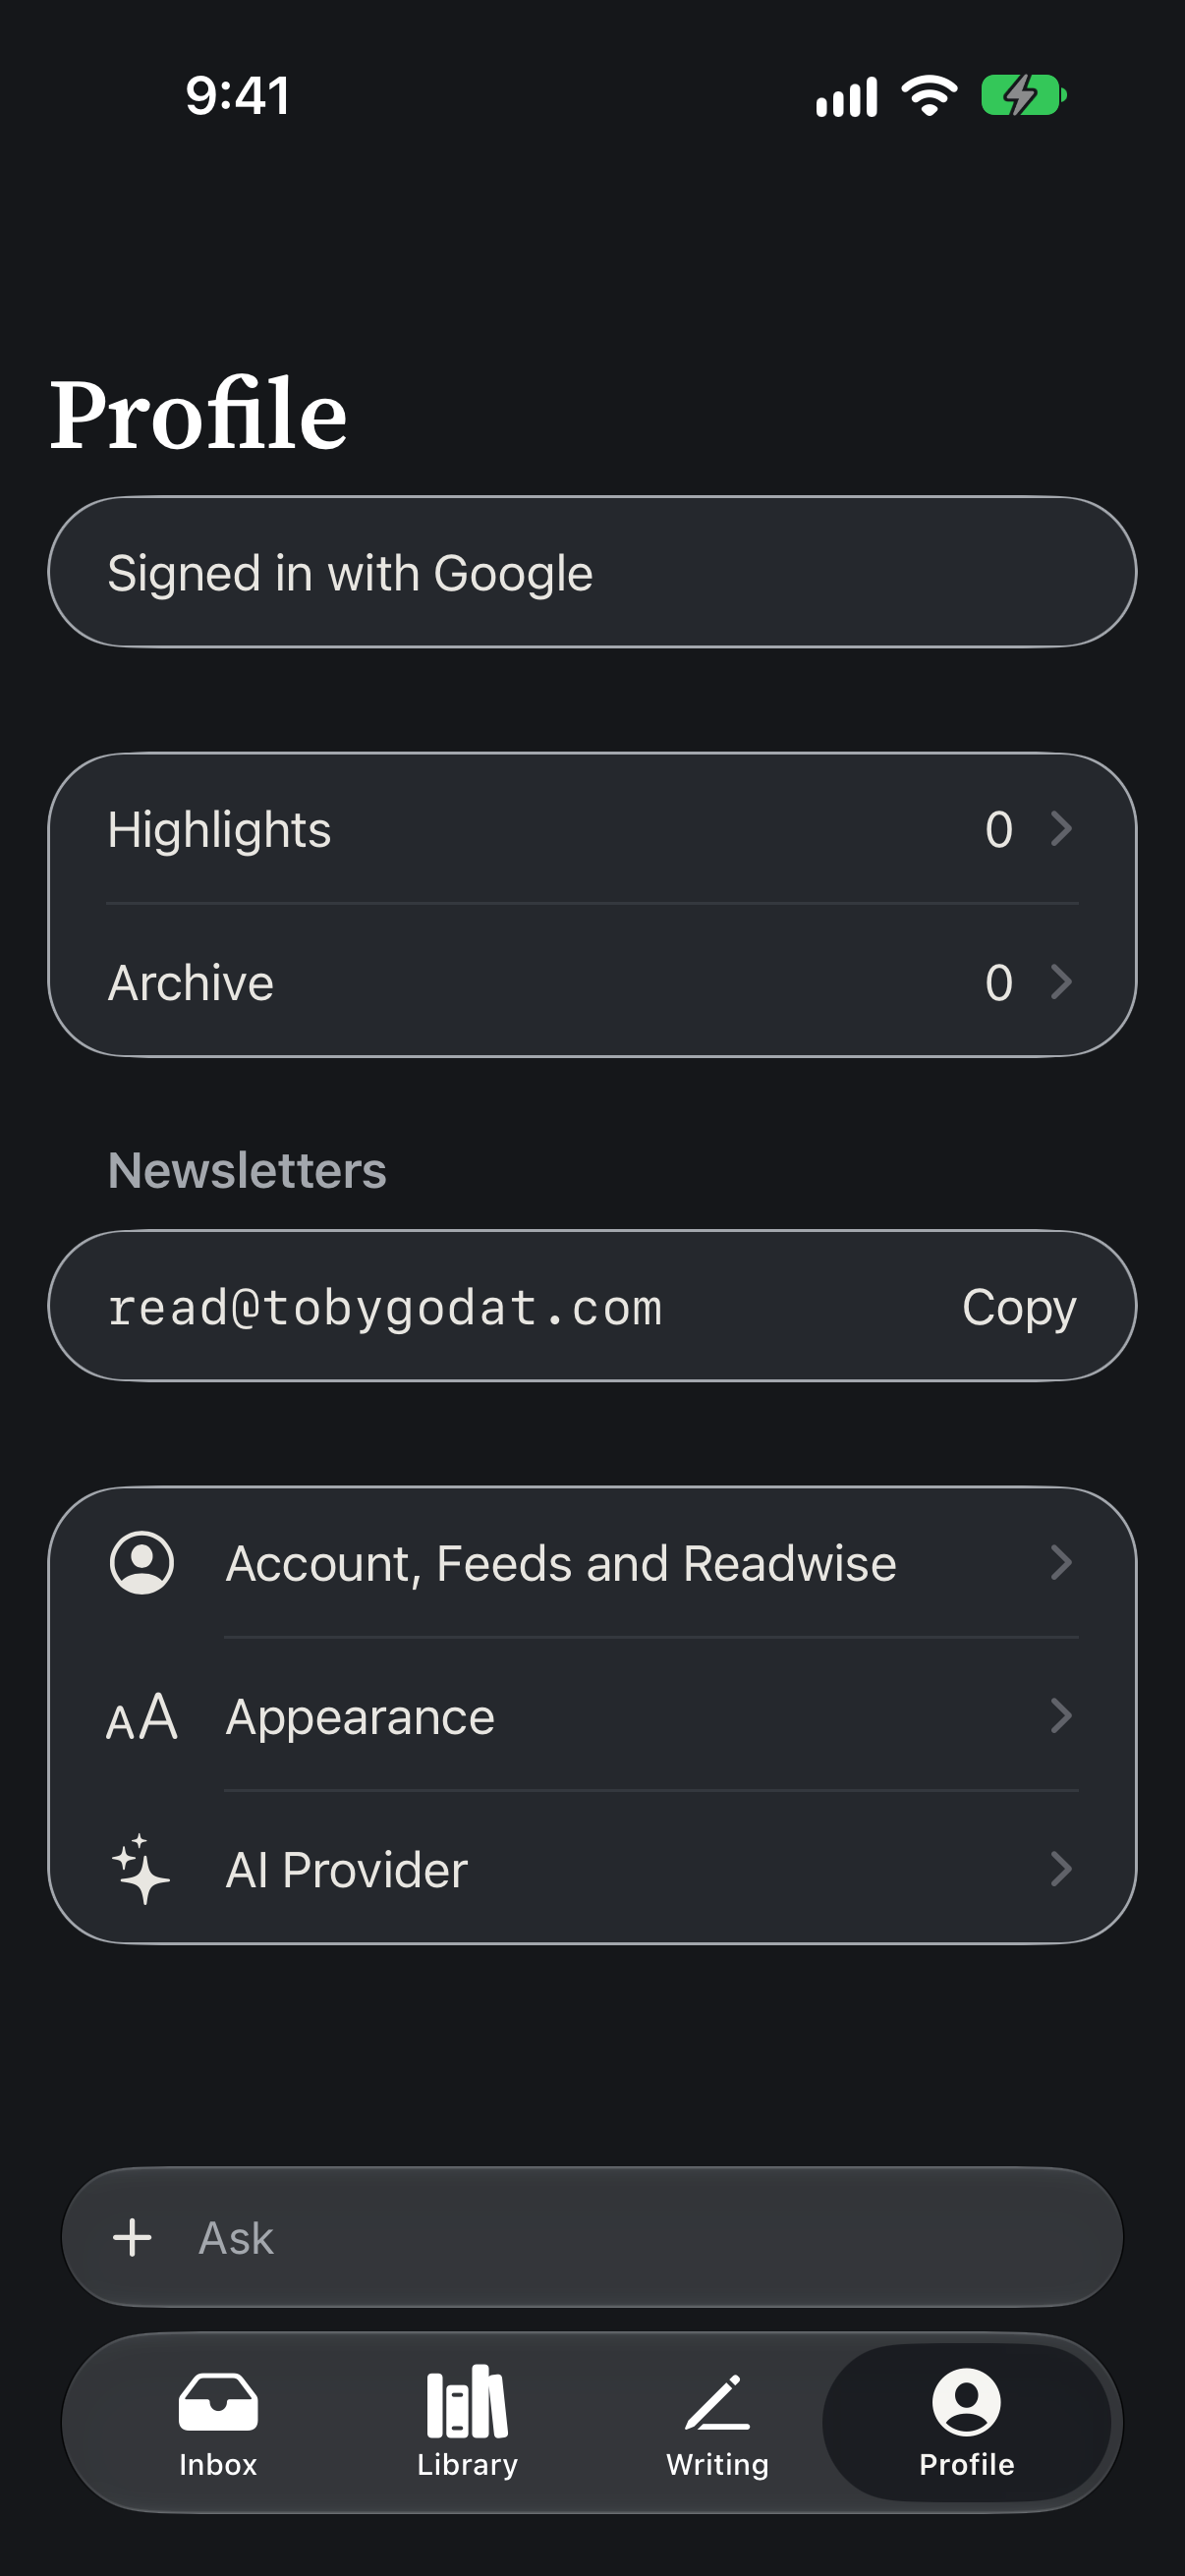 9:41
Profile
Signed in with Google
Highlights 0
Archive 0
Newsletters
read@tobygodat.com Copy
Account, Feeds and Readwise
AA Appearance
AI Provider
Ask
Inbox Library Writing Profile